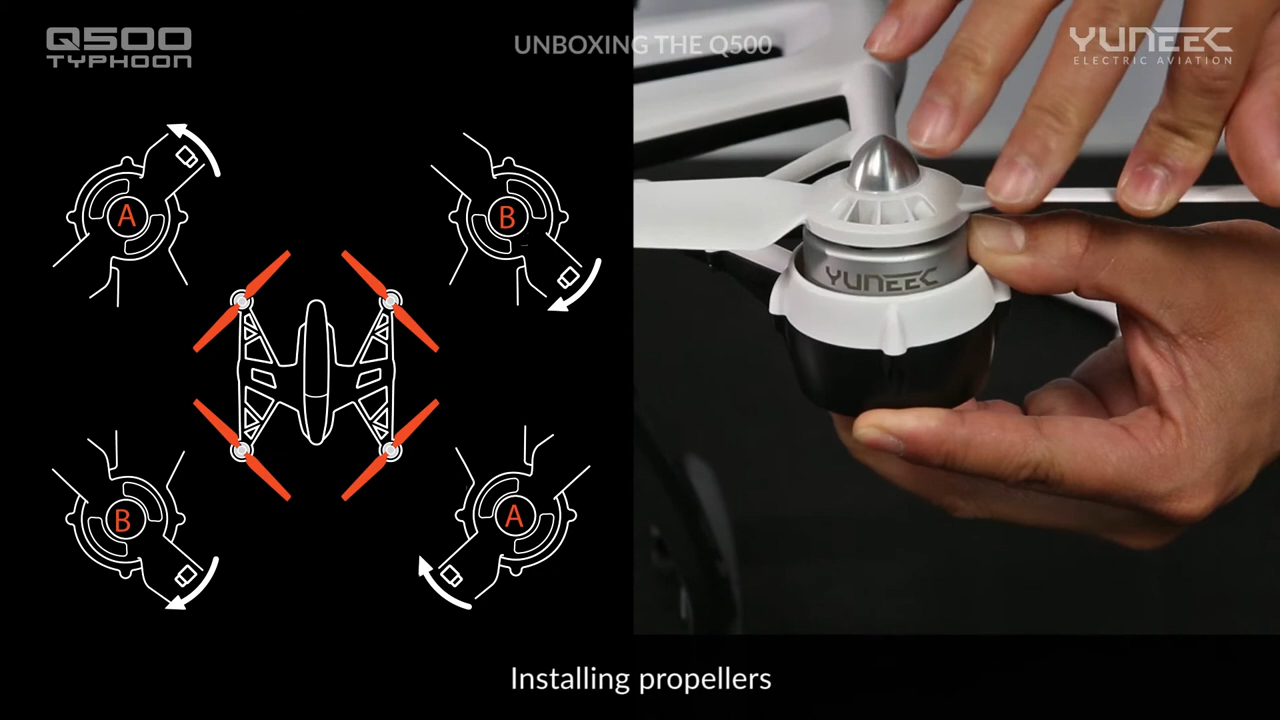 Q500
TYPHOON
UNBOXING THE Q500
YUNEEC
ELECTRIC AVIATION
A
B
YUNEEC
B
A
Installing propellers